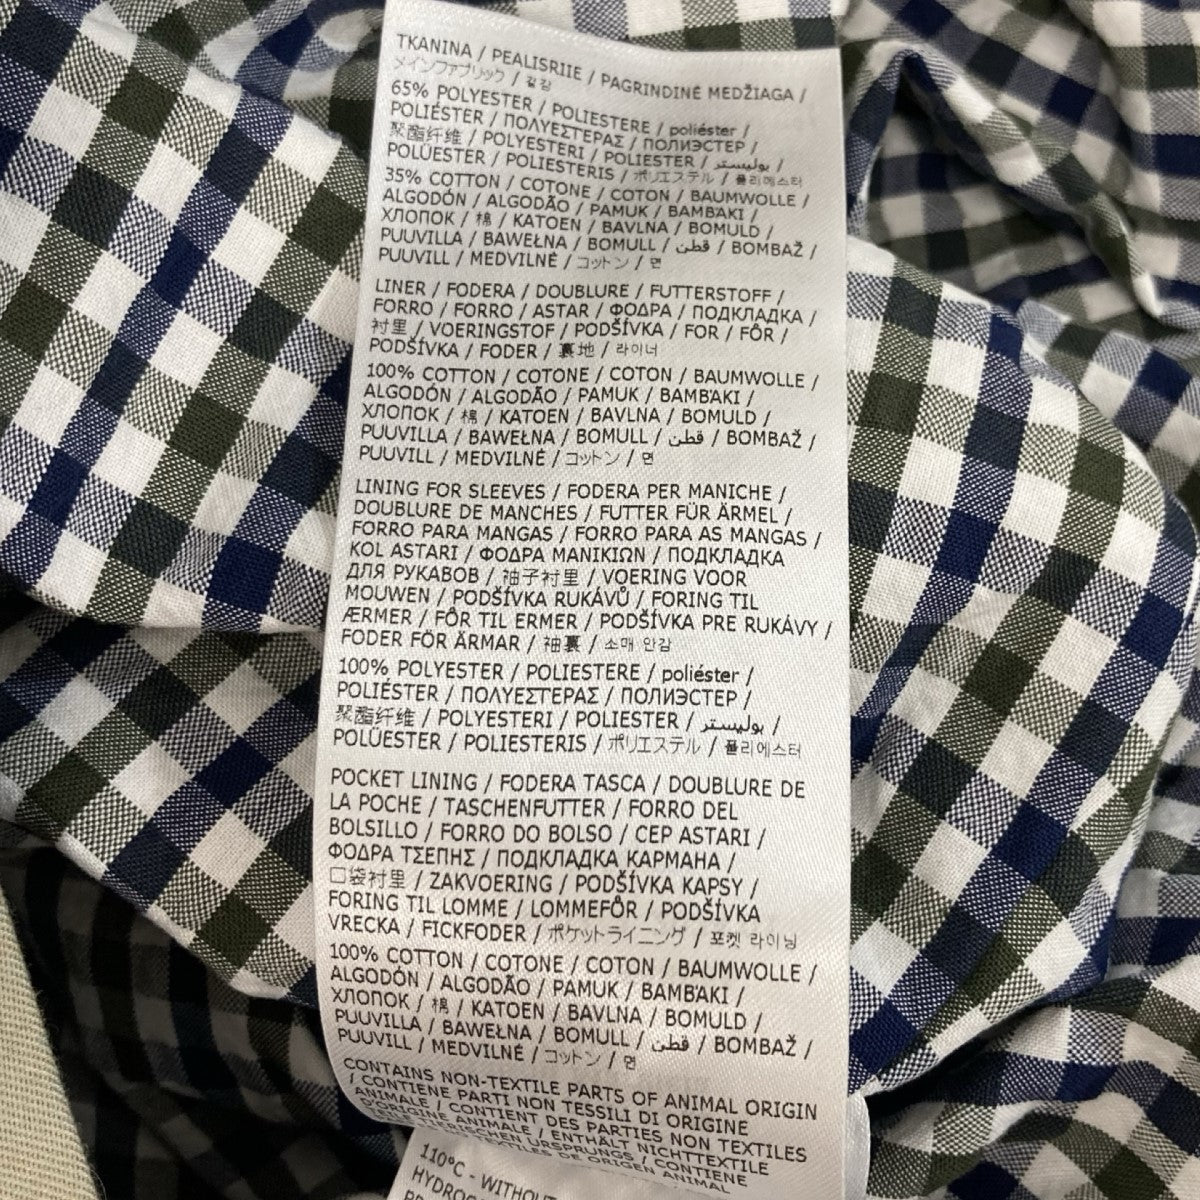 TKANINA / PEALISRIIE / PAGRINDINĖ MEDŽIAGA /
メインファブリック / 겉감
65% POLYESTER / POLIESTERE / poliéster /
POLIÉSTER / ΠΟΛΥΕΣΤΕΡΑΣ / ПОЛИЭСТЕР /
聚酯纤维 / POLYESTERI / POLIESTER / بوليستر /
POLÜESTER / POLIESTERIS / ポリエステル / 폴리에스터
35% COTTON / COTONE / COTON / BAUMWOLLE /
ALGODÓN / ALGODÃO / PAMUK / BAMBAKI /
ХЛОПОК / 棉 / KATOEN / BAVLNA / BOMULD /
PUUVILLA / BAWEŁNA / BOMULL / قطن / BOMBAŽ /
PUUVILL / MEDVILNĖ / コットン / 면
LINER / FODERA / DOUBLURE / FUTTERSTOFF /
FORRO / FORRO / ASTAR / ΦΟΔΡΑ / ПОДКЛАДКА /
衬里 / VOERINGSTOF / PODŠÍVKA / FOR / FÔR /
PODŠÍVKA / FODER / 裏地 / 라이너
100% COTTON / COTONE / COTON / BAUMWOLLE /
ALGODÓN / ALGODÃO / PAMUK / BAMBAKI /
ХЛОПОК / 棉 / KATOEN / BAVLNA / BOMULD /
PUUVILLA / BAWEŁNA / BOMULL / قطن / BOMBAŽ /
PUUVILL / MEDVILNĖ / コットン / 면
LINING FOR SLEEVES / FODERA PER MANICHE /
DOUBLURE DE MANCHES / FUTTER FÜR ÄRMEL /
FORRO PARA MANGAS / FORRO PARA AS MANGAS /
KOL ASTARI / ΦΟΔΡΑ ΜΑΝΙΚΙΩΝ / ПОДКЛАДКА
ДЛЯ РУКАВОВ / 袖子衬里 / VOERING VOOR
MOUWEN / PODŠÍVKA RUKÁVŮ / FORING TIL
ÆRMER / FÔR TIL ERMER / PODŠÍVKA PRE RUKÁVY /
FODER FÖR ÄRMAR / 袖裏 / 소매 안감
100% POLYESTER / POLIESTERE / poliéster /
POLIÉSTER / ΠΟΛΥΕΣΤΕΡΑΣ / ПОЛИЭСТЕР /
聚酯纤维 / POLYESTERI / POLIESTER / بوليستر /
POLÜESTER / POLIESTERIS / ポリエステル / 폴리에스터
POCKET LINING / FODERA TASCA / DOUBLURE DE
LA POCHE / TASCHENFUTTER / FORRO DEL
BOLSILLO / FORRO DO BOLSO / CEP ASTARI /
ΦΟΔΡΑ ΤΣΕΠΗΣ / ПОДКЛАДКА КАРМАНА /
口袋衬里 / ZAKVOERING / PODŠÍVKA KAPSY /
FORING TIL LOMME / LOMMEFÔR / PODŠÍVKA
VRECKA / FICKFODER / ポケットライニング / 포켓 라이닝
100% COTTON / COTONE / COTON / BAUMWOLLE /
ALGODÓN / ALGODÃO / PAMUK / BAMBAKI /
ХЛОПОК / 棉 / KATOEN / BAVLNA / BOMULD /
PUUVILLA / BAWEŁNA / BOMULL / قطن / BOMBAŽ /
PUUVILL / MEDVILNĖ / コットン / 면
CONTAINS NON-TEXTILE PARTS OF ANIMAL ORIGIN
/ CONTIENE PARTI NON TESSILI DI ORIGINE
ANIMALE / CONTIENT DES PARTIES NON TEXTILES
D'ORIGINE ANIMALE / ENTHÄLT NICHTTEXTILE
URSPRUNGS / CONTIENE
DE ORIGEN ANIMAL
110°C - WITHOUT